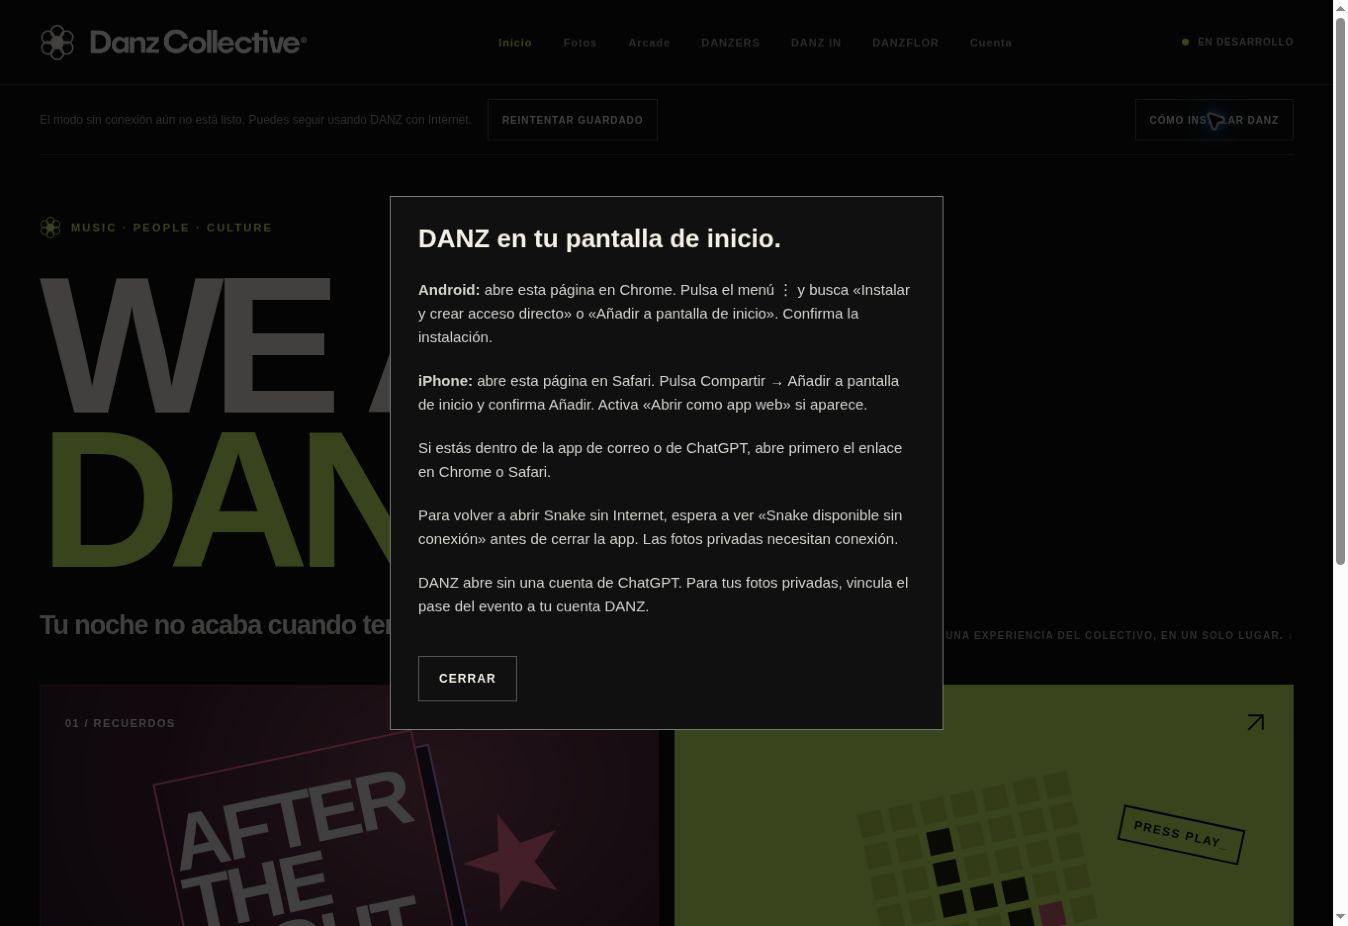 Danz Collective®
Inicio
Fotos
Arcade
DANZERS
DANZ IN
DANZFLOR
Cuenta
EN DESARROLLO
El modo sin conexión aún no está listo. Puedes seguir usando DANZ con Internet.
REINTENTAR GUARDADO
MUSIC · PEOPLE · CULTURE
WE A
DAN
DANZ en tu pantalla de inicio.
Android: abre esta página en Chrome. Pulsa el menú ⋮ y busca «Instalar
y crear acceso directo» o «Añadir a pantalla de inicio». Confirma la
instalación.
iPhone: abre esta página en Safari. Pulsa Compartir → Añadir a pantalla
de inicio y confirma Añadir. Activa «Abrir como app web» si aparece.
Si estás dentro de la app de correo o de ChatGPT, abre primero el enlace
en Chrome o Safari.
Para volver a abrir Snake sin Internet, espera a ver «Snake disponible sin
conexión» antes de cerrar la app. Las fotos privadas necesitan conexión.
DANZ abre sin una cuenta de ChatGPT. Para tus fotos privadas, vincula el
pase del evento a tu cuenta DANZ.
CERRAR
CÓMO DANZ
Tu noche no acaba cuando
UNA EXPERIENCIA DEL COLECTIVO, EN UN SOLO LUGAR. ↓
01 / RECUERDOS
AFTER
THE
PRESS PLAY_